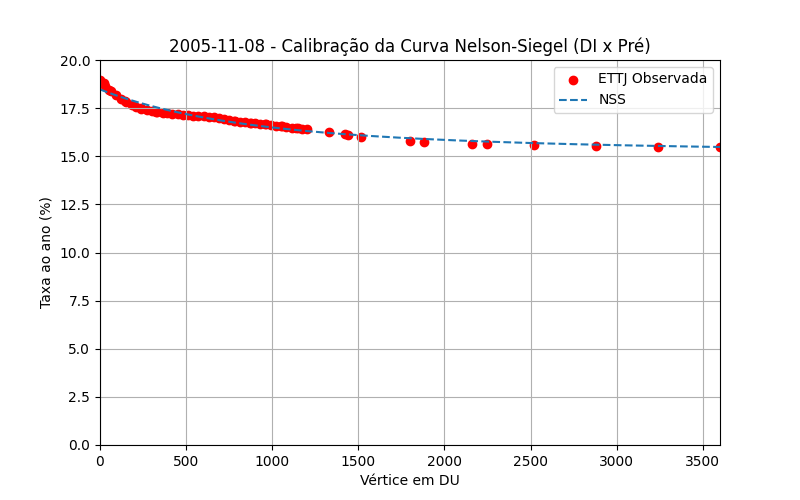 2005-11-08 - Calibração da Curva Nelson-Siegel (DI x Pré)
ETTJ Observada
NSS
Taxa ao ano (%)
20.0
17.5
15.0
12.5
10.0
7.5
5.0
2.5
0.0
0 500 1000 1500 2000 2500 3000 3500
Vértice em DU